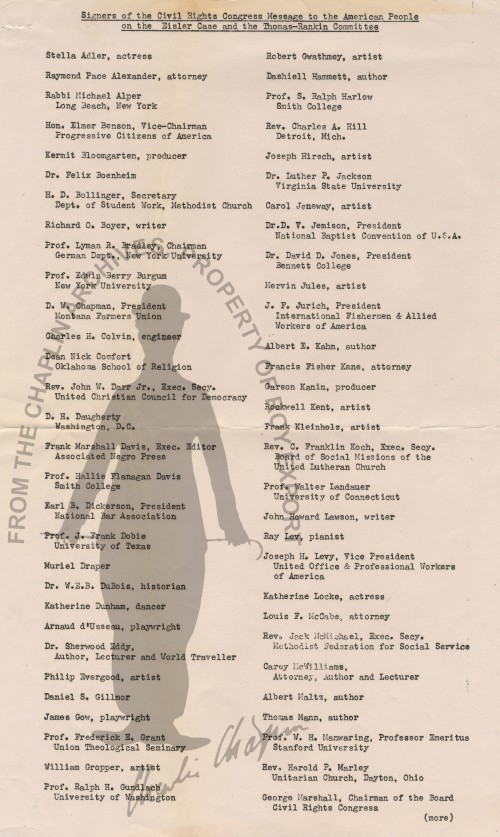 Signers of the Civil Rights Congress Message to the American People
on the Eisler Case and the Thomas-Rankin Committee
Stella Adler, actress
Raymond Pace Alexander, attorney
Rabbi Michael Alper
Long Beach, New York
Hon. Elmer Benson, Vice-Chairman
Progressive Citizens of America
Kermit Bloomgarten, producer
Dr. Felix Boenheim
H. D. Bollinger, Secretary
Dept. of Student Work, Methodist Church
Richard O. Boyer, writer
Prof. Lyman R. Bradley, Chairman
German Dept., New York University
Prof. Edwin Berry Burgum
New York University
D. W. Chapman, President
Montana Farmers Union
Charles H. Colvin, engineer
Dean Nick Comfort
Oklahoma School of Religion
Rev. John W. Darr Jr., Exec. Secy.
United Christian Council for Democracy
D. H. Daugherty
Washington, D.C.
Frank Marshall Davis, Exec. Editor
Associated Negro Press
Prof. Hallie Flanagan Davis
Smith College
Earl B. Dickerson, President
National Bar Association
Prof. J. Frank Dobie
University of Texas
Muriel Draper
Dr. W.E.B. DuBois, historian
Katherine Dunham, dancer
Arnaud d'Usseau, playwright
Dr. Sherwood Eddy,
Author, Lecturer and World Traveller
Philip Evergood, artist
Daniel S. Gillmor
James Gow, playwright
Prof. Frederick E. Grant
Union Theological Seminary
William Gropper, artist
Prof. Ralph H. Gundlach
University of Washington
Robert Gwathmey, artist
Dashiell Hammett, author
Prof. S. Ralph Harlow
Smith College
Rev. Charles A. Hill
Detroit, Mich.
Joseph Hirsch, artist
Dr. Luther P. Jackson
Virginia State University
Carol Jeneway, artist
Dr.D. V. Jemison, President
National Baptist Convention of U.S.A.
Dr. David D. Jones, President
Bennett College
Mervin Jules, artist
J. F. Jurich, President
International Fishermen & Allied
Workers of America
Albert E. Kahn, author
Francis Fisher Kane, attorney
Garson Kanin, producer
Rockwell Kent, artist
Frank Kleinholz, artist
Rev. C. Franklin Koch, Exec. Secy.
Board of Social Missions of the
United Lutheran Church
Prof. Walter Landauer
University of Connecticut
John Howard Lawson, writer
Ray Lev, pianist
Joseph H. Levy, Vice President
United Office & Professional Workers
of America
Katherine Locke, actress
Louis F. McCabe, attorney
Rev. Jack McMichael, Exec. Secy.
Methodist Federation for Social Service
Carey McWilliams,
Attorney, Author and Lecturer
Albert Maltz, author
Thomas Mann, author
Prof. W. H. Manwaring, Professor Emeritus
Stanford University
Rev. Harold P. Marley
Unitarian Church, Dayton, Ohio
George Marshall, Chairman of the Board
Civil Rights Congress
(more)
FROM THE CHAPLIN ARCHIVES. PROPERTY OF ROY EXPORT
Charlie Chaplin